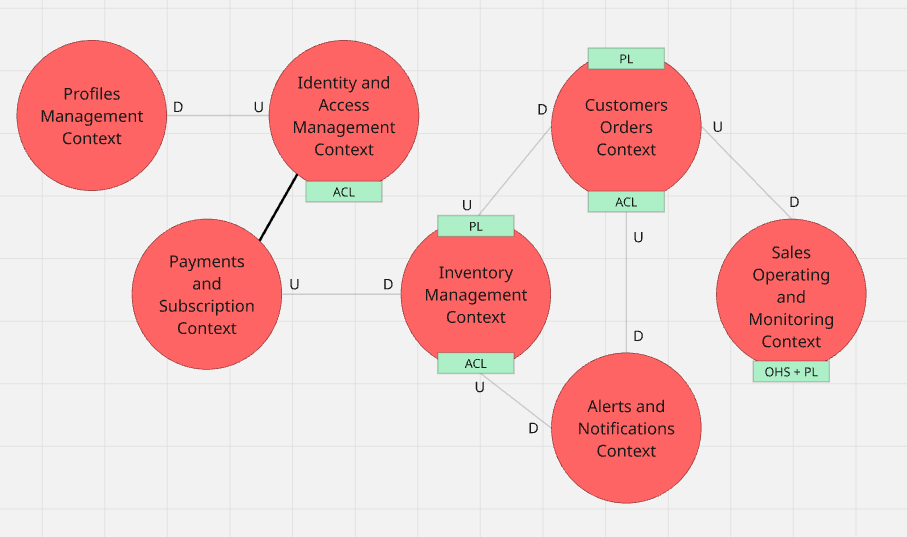 Profiles
Management
Context
D
U
Identity and
Access
Management
Context
ACL
Payments
and
Subscription
Context
U
D
PL
Inventory
Management
Context
ACL
U
D
U
D
PL
Customers
Orders
Context
ACL
U
D
U
D
Sales
Operating
and
Monitoring
Context
OHS + PL
Alerts and
Notifications
Context